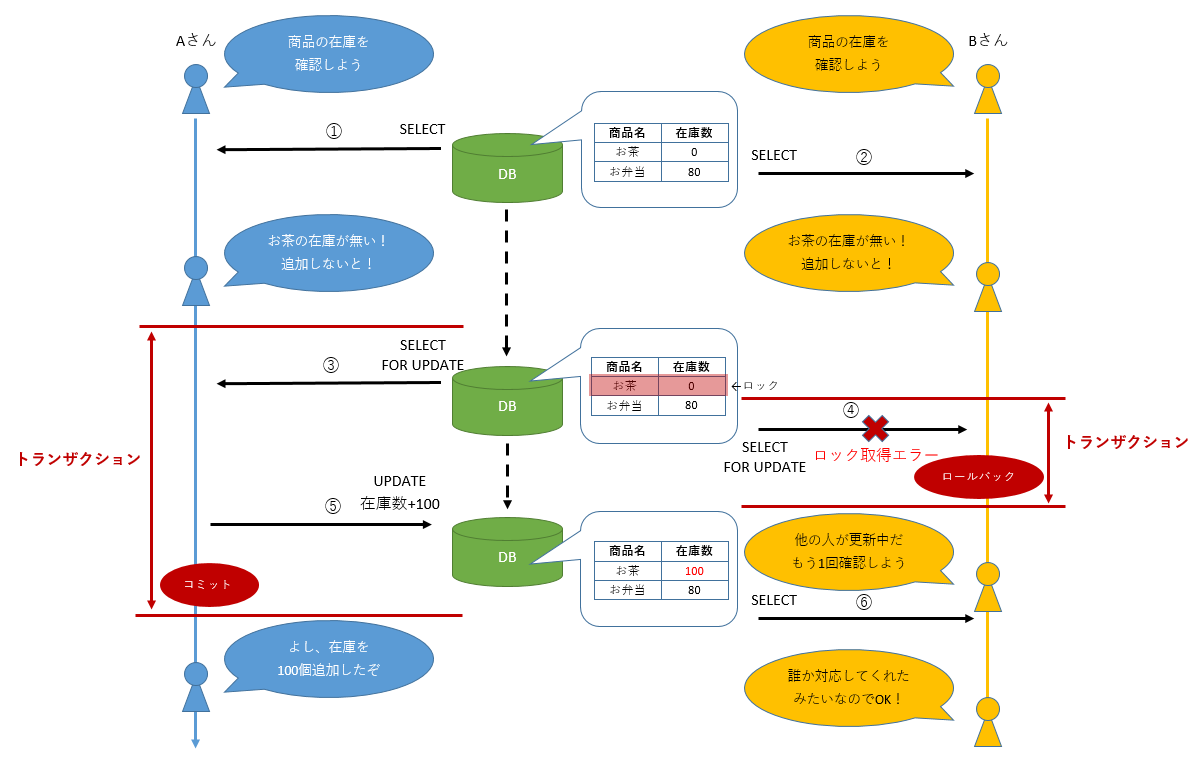 Aさん
商品の在庫を
確認しよう
商品の在庫を
確認しよう
Bさん
①
SELECT
DB
商品名 在庫数
お茶 0
お弁当 80
SELECT
②
お茶の在庫が無い！
追加しないと！
お茶の在庫が無い！
追加しないと！
トランザクション
③
SELECT
FOR UPDATE
DB
商品名 在庫数
お茶 0
お弁当 80
←ロック
④
SELECT
FOR UPDATE
ロック取得エラー
ロールバック
トランザクション
⑤
UPDATE
在庫数+100
DB
商品名 在庫数
お茶 100
お弁当 80
コミット
他の人が更新中だ
もう1回確認しよう
SELECT
⑥
よし、在庫を
100個追加したぞ
誰か対応してくれた
みたいなのでOK！